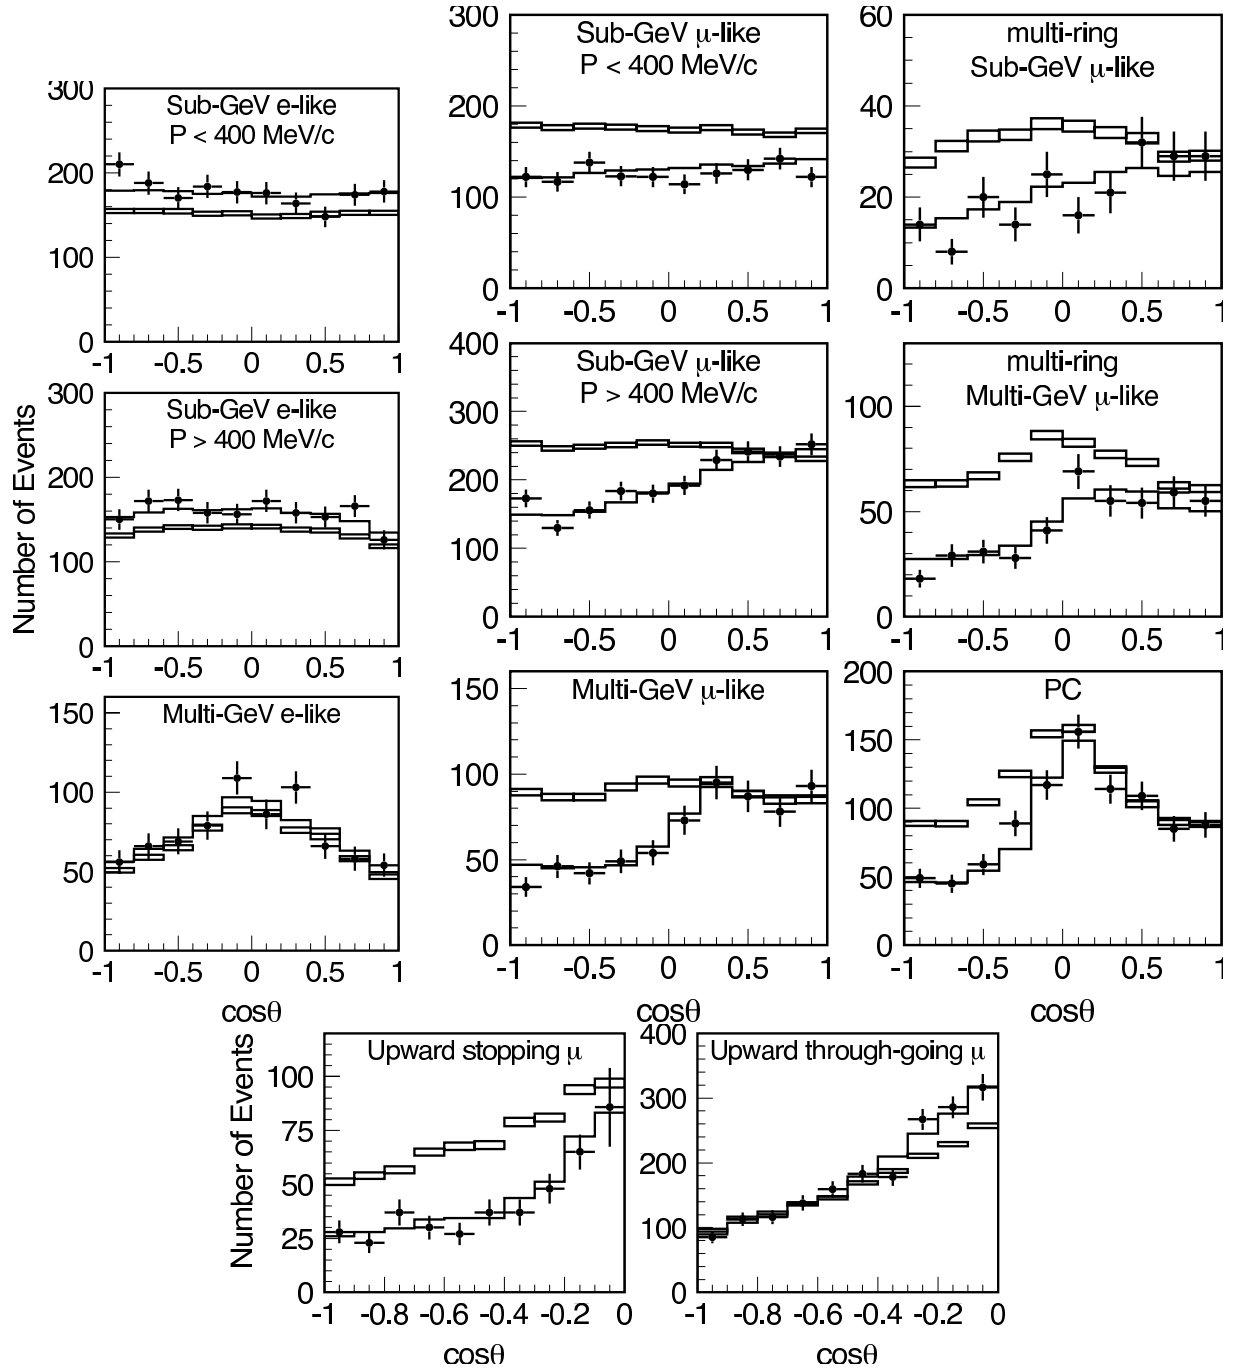 Sub-GeV e-like
P < 400 MeV/c
300
200
100
0
-1 -0.5 0 0.5 1
Sub-GeV μ-like
P < 400 MeV/c
300
200
100
0
-1 -0.5 0 0.5 1
multi-ring
Sub-GeV μ-like
60
40
20
0
-1 -0.5 0 0.5 1
Number of Events
Sub-GeV e-like
P > 400 MeV/c
300
200
100
0
-1 -0.5 0 0.5 1
Sub-GeV μ-like
P > 400 MeV/c
400
300
200
100
0
-1 -0.5 0 0.5 1
multi-ring
Multi-GeV μ-like
100
50
0
-1 -0.5 0 0.5 1
Multi-GeV e-like
150
100
50
0
-1 -0.5 0 0.5 1
cosθ
Multi-GeV μ-like
150
100
50
0
-1 -0.5 0 0.5 1
cosθ
PC
200
150
100
50
0
-1 -0.5 0 0.5 1
cosθ
Number of Events
Upward stopping μ
100
75
50
25
0
-1 -0.8 -0.6 -0.4 -0.2 0
cosθ
Upward through-going μ
400
300
200
100
0
-1 -0.8 -0.6 -0.4 -0.2 0
cosθ